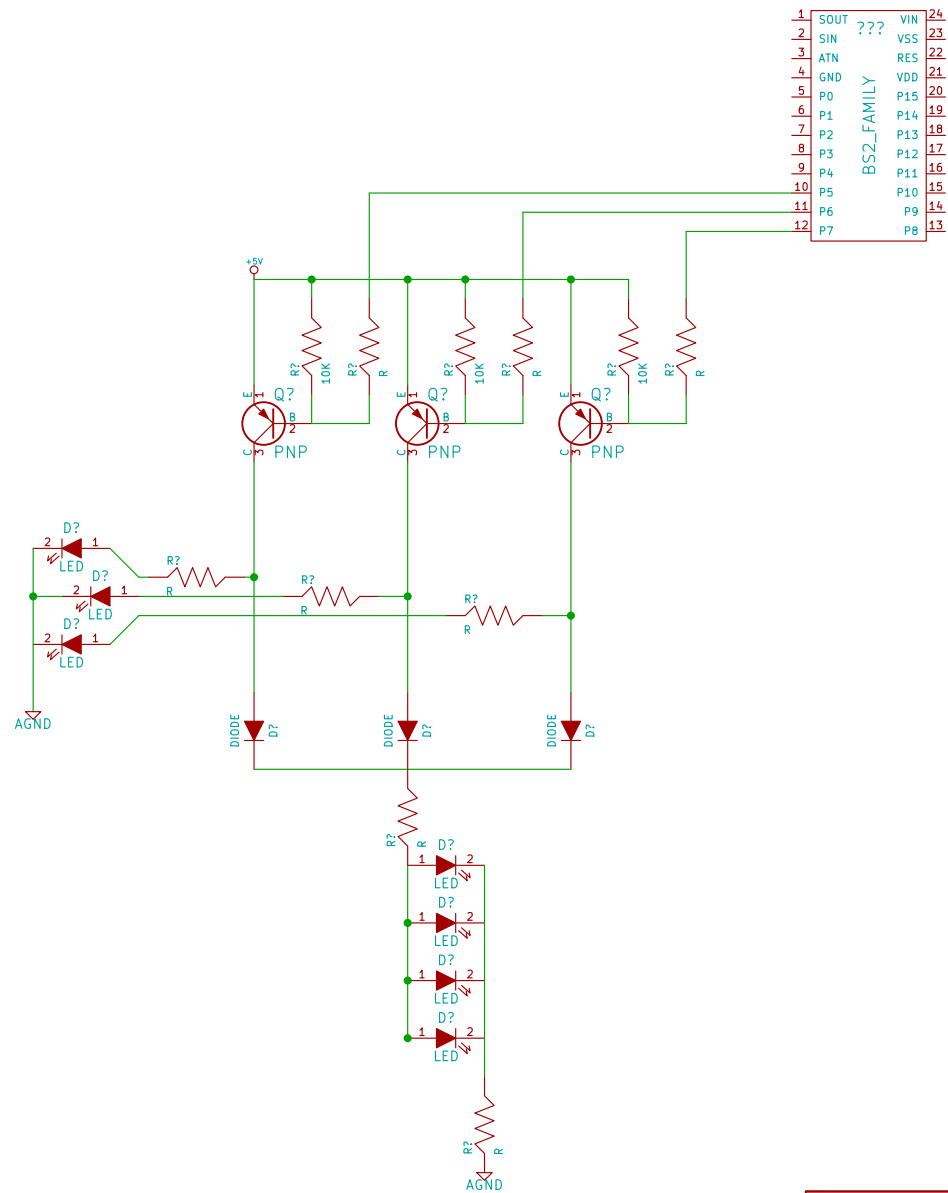 1 SOUT ??? VIN 24
2 SIN VSS 23
3 ATN RES 22
4 GND VDD 21
5 P0 P15 20
6 P1 P14 19
7 P2 P13 18
8 P3 P12 17
9 P4 P11 16
10 P5 P10 15
11 P6 P9 14
12 P7 P8 13
BS2_FAMILY
+5V
R? 10K R? R R? 10K R? R R? 10K R? R
E 1 Q? E 1 Q? E 1 Q?
B 2 B 2 B 2
C 3 PNP C 3 PNP C 3 PNP
D?
2 1
LED
R?
R
D?
2 1
LED
R?
R
D?
2 1
LED
R?
R
AGND
DIODE D? DIODE D? DIODE D?
R? R
D?
1 2
LED
D?
1 2
LED
D?
1 2
LED
D?
1 2
LED
R? R
AGND